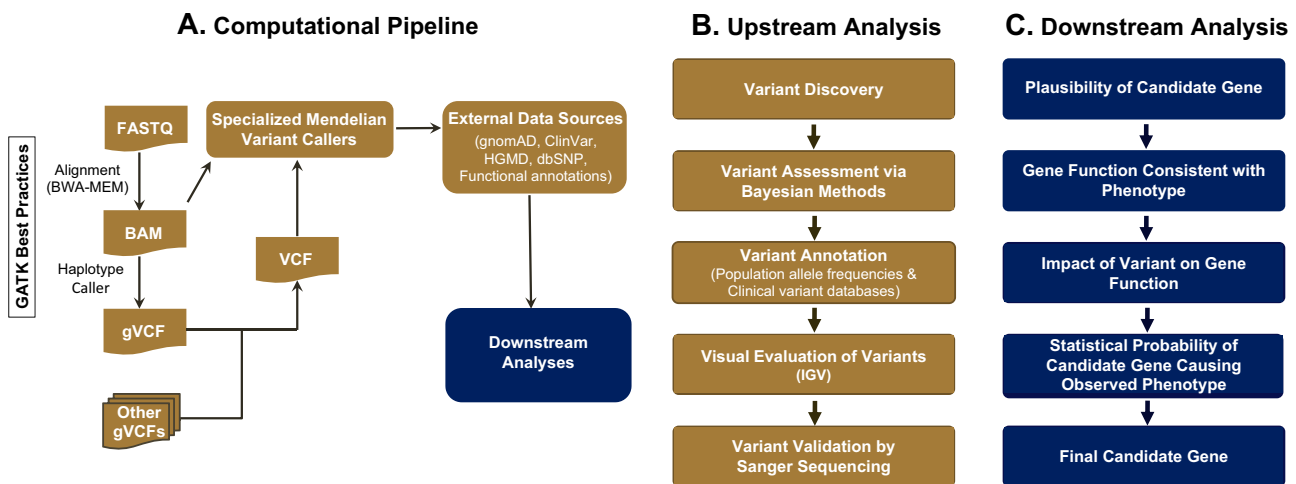 A. Computational Pipeline
GATK Best Practices
FASTQ
Alignment
(BWA-MEM)
BAM
Haplotype
Caller
gVCF
Other
gVCFs
Specialized Mendelian
Variant Callers
VCF
External Data Sources
(gnomAD, ClinVar,
HGMD, dbSNP,
Functional annotations)
Downstream
Analyses
B. Upstream Analysis
Variant Discovery
Variant Assessment via
Bayesian Methods
Variant Annotation
(Population allele frequencies &
Clinical variant databases)
Visual Evaluation of Variants
(IGV)
Variant Validation by
Sanger Sequencing
C. Downstream Analysis
Plausibility of Candidate Gene
Gene Function Consistent with
Phenotype
Impact of Variant on Gene
Function
Statistical Probability of
Candidate Gene Causing
Observed Phenotype
Final Candidate Gene